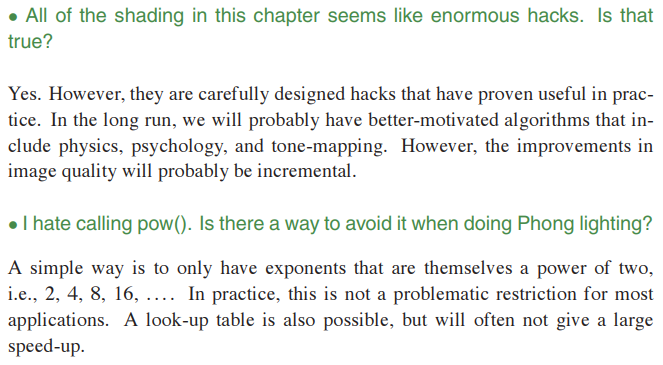 • All of the shading in this chapter seems like enormous hacks. Is that
true?
Yes. However, they are carefully designed hacks that have proven useful in prac-
tice. In the long run, we will probably have better-motivated algorithms that in-
clude physics, psychology, and tone-mapping. However, the improvements in
image quality will probably be incremental.
• I hate calling pow(). Is there a way to avoid it when doing Phong lighting?
A simple way is to only have exponents that are themselves a power of two,
i.e., 2, 4, 8, 16, .... In practice, this is not a problematic restriction for most
applications. A look-up table is also possible, but will often not give a large
speed-up.